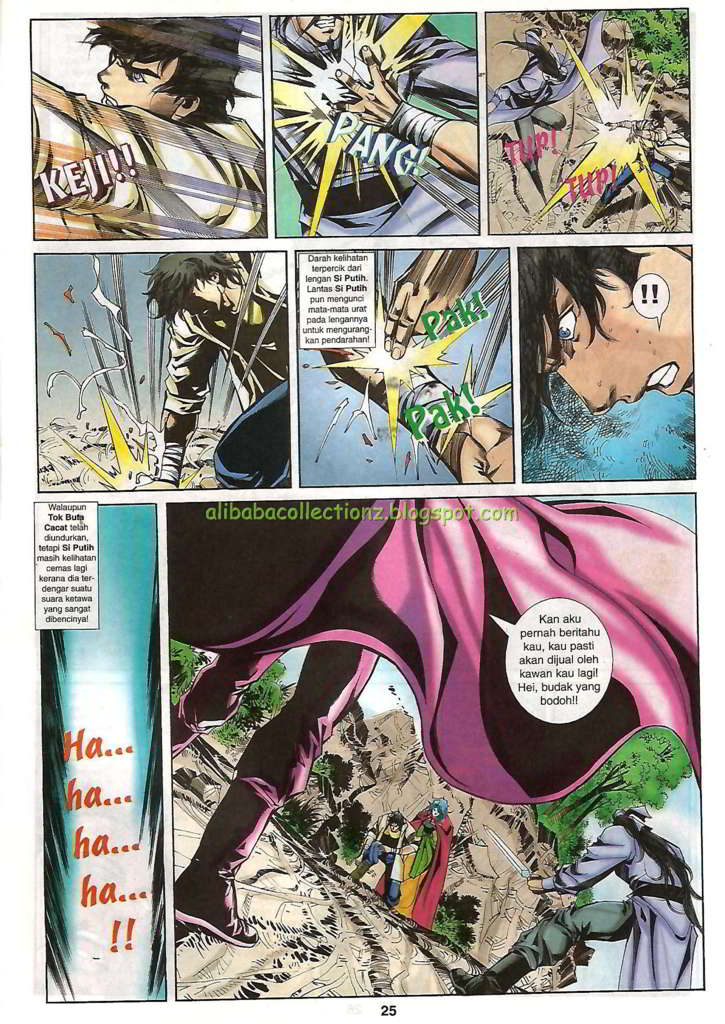 KEJI!!
PANG!
TUP!
TUP!
Darah kelihatan
terpercik dari
lengan Si Putih.
Lantas Si Putih
pun mengunci
mata-mata urat
pada lengannya
untuk mengurang-
kan pendarahan!
Pak!
Pak!
!!
alibabacollectionz.blogspot.com
Walaupun
Tok Buta
Cacat telah
diundurkan,
tetapi Si Putih
masih kelihatan
cemas lagi
kerana dia ter-
dengar suatu
suara ketawa
yang sangat
dibencinya!
Ha...
ha...
ha...
ha...
!!
Kan aku
pernah beritahu
kau, kau pasti
akan dijual oleh
kawan kau lagi!
Hei, budak yang
bodoh!!
25